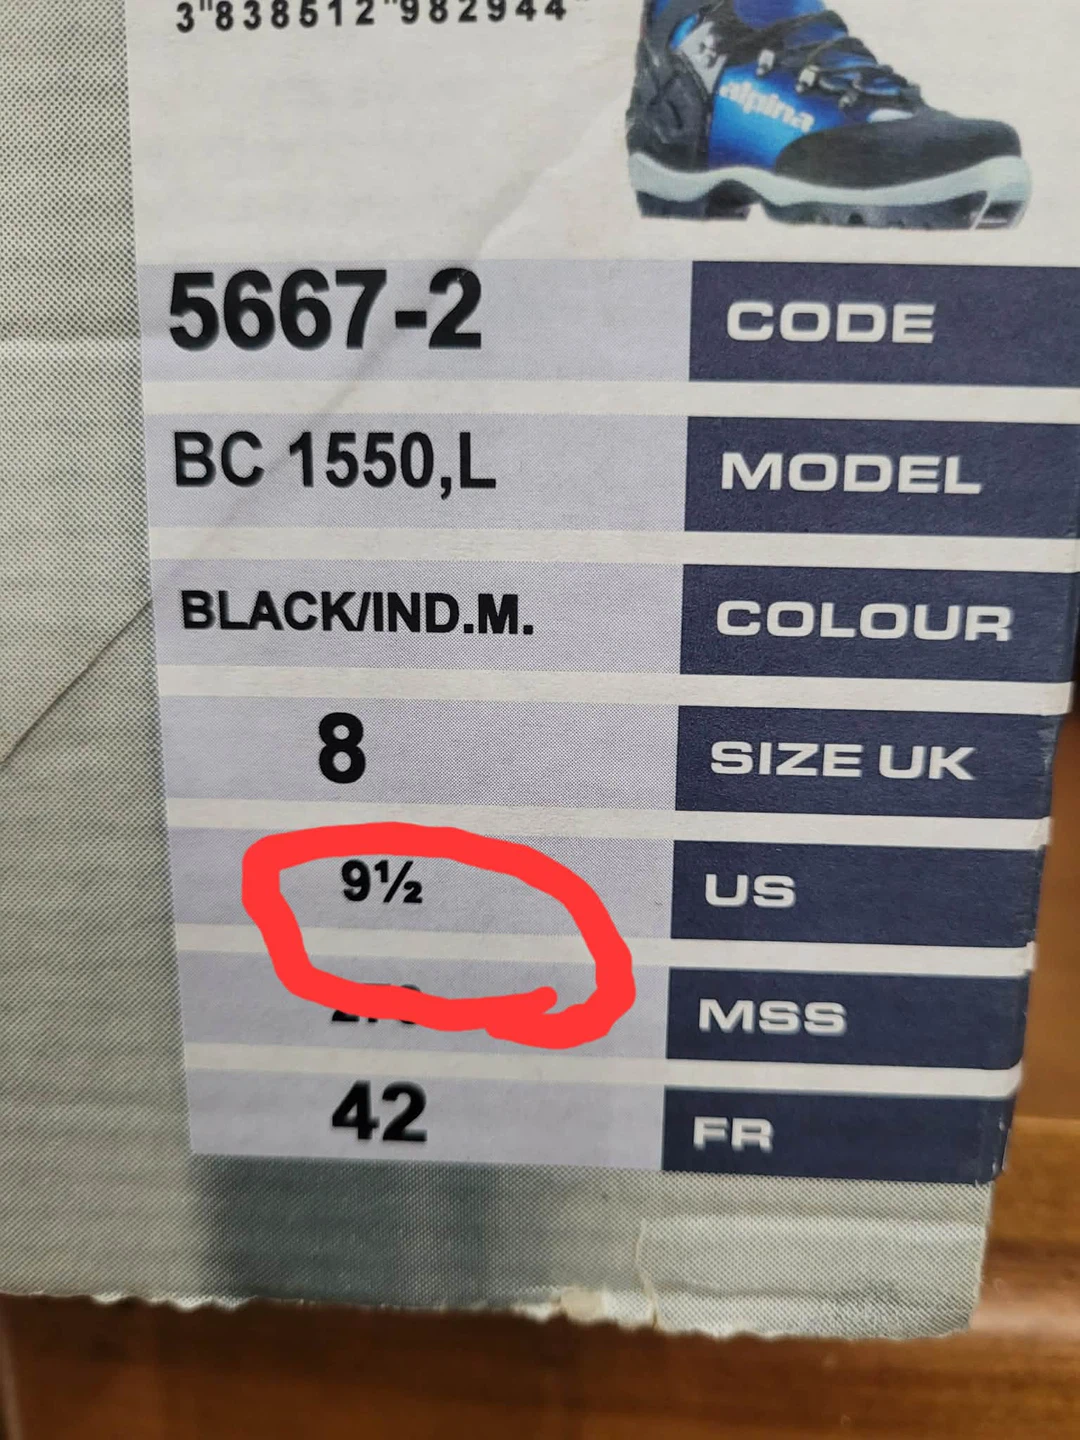 3"838512"982944"
alpina
5667-2 CODE
BC 1550,L MODEL
BLACK/IND.M. COLOUR
8 SIZE UK
9½ US
MSS
42 FR